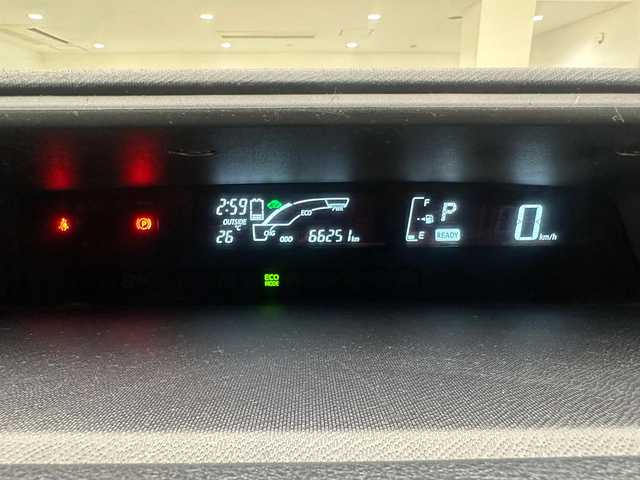 2:59
OUTSIDE
26 °C
CHG
ECO
PWR
ODO 66251 km
F
E
P
READY
0 km/h
P
ECO
MODE